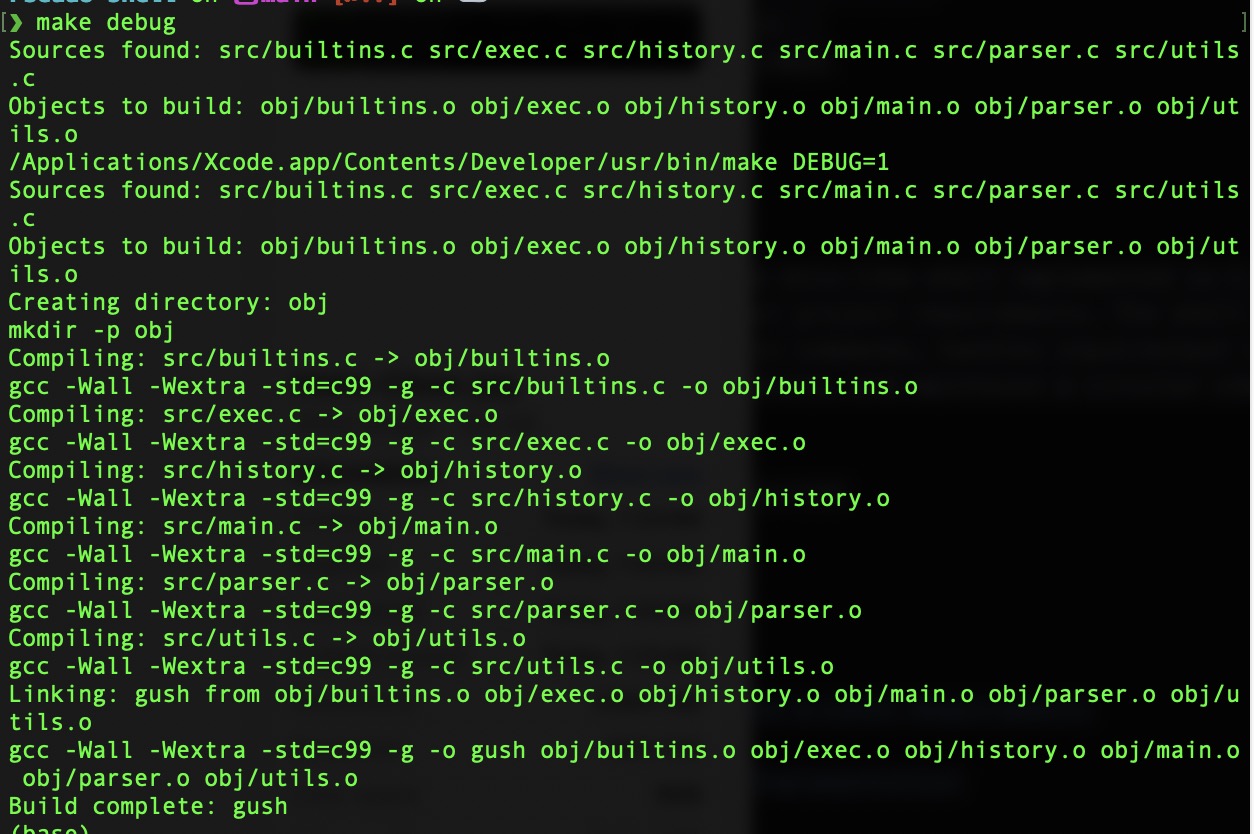 ❯ make debug
Sources found: src/builtins.c src/exec.c src/history.c src/main.c src/parser.c src/utils
.c
Objects to build: obj/builtins.o obj/exec.o obj/history.o obj/main.o obj/parser.o obj/ut
ils.o
/Applications/Xcode.app/Contents/Developer/usr/bin/make DEBUG=1
Sources found: src/builtins.c src/exec.c src/history.c src/main.c src/parser.c src/utils
.c
Objects to build: obj/builtins.o obj/exec.o obj/history.o obj/main.o obj/parser.o obj/ut
ils.o
Creating directory: obj
mkdir -p obj
Compiling: src/builtins.c -> obj/builtins.o
gcc -Wall -Wextra -std=c99 -g -c src/builtins.c -o obj/builtins.o
Compiling: src/exec.c -> obj/exec.o
gcc -Wall -Wextra -std=c99 -g -c src/exec.c -o obj/exec.o
Compiling: src/history.c -> obj/history.o
gcc -Wall -Wextra -std=c99 -g -c src/history.c -o obj/history.o
Compiling: src/main.c -> obj/main.o
gcc -Wall -Wextra -std=c99 -g -c src/main.c -o obj/main.o
Compiling: src/parser.c -> obj/parser.o
gcc -Wall -Wextra -std=c99 -g -c src/parser.c -o obj/parser.o
Compiling: src/utils.c -> obj/utils.o
gcc -Wall -Wextra -std=c99 -g -c src/utils.c -o obj/utils.o
Linking: gush from obj/builtins.o obj/exec.o obj/history.o obj/main.o obj/parser.o obj/u
tils.o
gcc -Wall -Wextra -std=c99 -g -o gush obj/builtins.o obj/exec.o obj/history.o obj/main.o
 obj/parser.o obj/utils.o
Build complete: gush
(base)